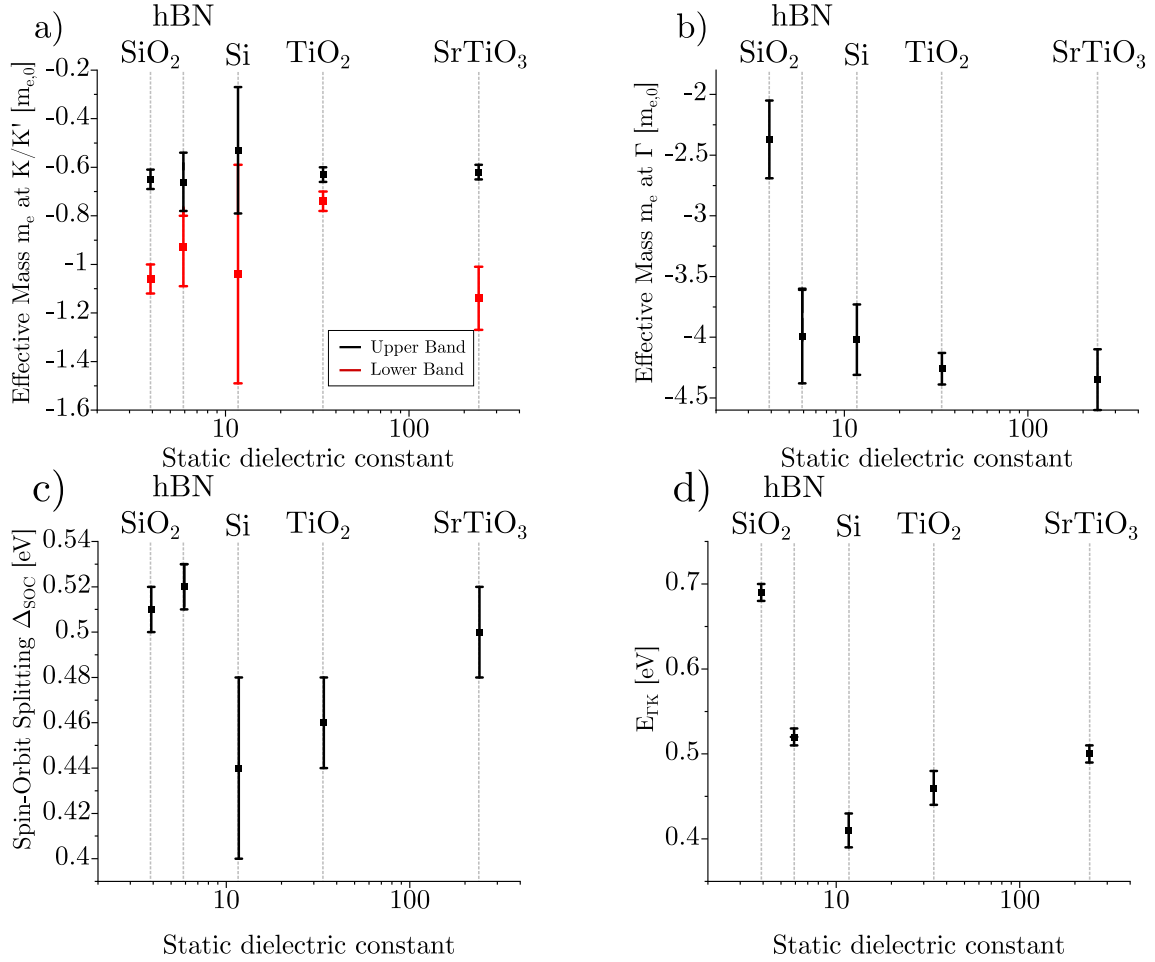 hBN
a)
SiO₂ Si TiO₂ SrTiO₃
Effective Mass mₑ at K/K' [mₑ,₀]
-0.2
-0.4
-0.6
-0.8
-1
-1.2
-1.4
-1.6
Upper Band
Lower Band
10 100
Static dielectric constant
hBN
b)
SiO₂ Si TiO₂ SrTiO₃
Effective Mass mₑ at Γ [mₑ,₀]
-2
-2.5
-3
-3.5
-4
-4.5
10 100
Static dielectric constant
c)
hBN
SiO₂ Si TiO₂ SrTiO₃
Spin-Orbit Splitting Δ_SOC [eV]
0.54
0.52
0.5
0.48
0.46
0.44
0.42
0.4
10 100
Static dielectric constant
d)
hBN
SiO₂ Si TiO₂ SrTiO₃
E_ΓK [eV]
0.7
0.6
0.5
0.4
10 100
Static dielectric constant